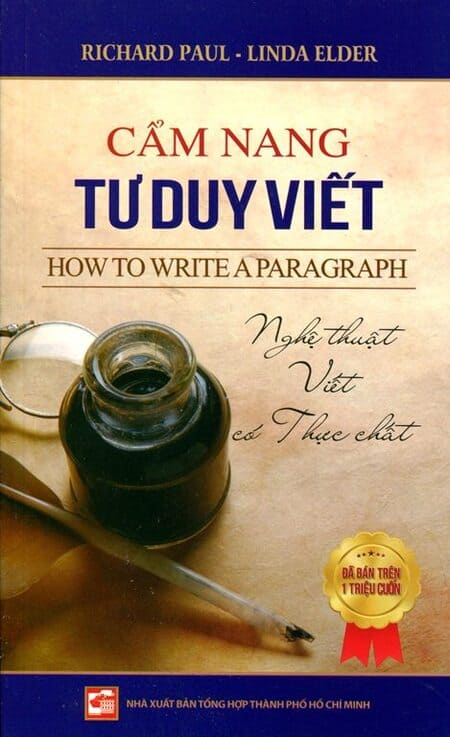 RICHARD PAUL - LINDA ELDER
CẨM NANG
TƯ DUY VIẾT
HOW TO WRITE A PARAGRAPH
Nghệ thuật
Viết
có Thực chất
ĐÃ BÁN TRÊN
1 TRIỆU CUỐN
NHÀ XUẤT BẢN TỔNG HỢP THÀNH PHỐ HỒ CHÍ MINH